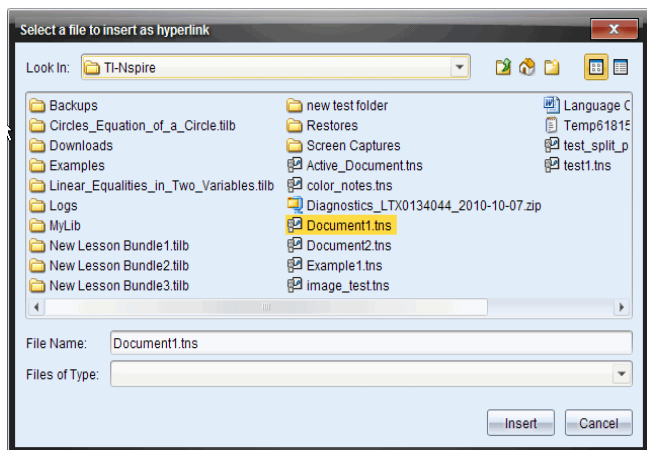 Select a file to insert as hyperlink
Look In: TI-Nspire
Backups
Circles_Equation_of_a_Circle.tilb
Downloads
Examples
Linear_Equalities_in_Two_Variables.tilb
Logs
MyLib
New Lesson Bundle1.tilb
New Lesson Bundle2.tilb
New Lesson Bundle3.tilb
new test folder
Restores
Screen Captures
Active_Document.tns
color_notes.tns
Diagnostics_LTX0134044_2010-10-07.zip
Document1.tns
Document2.tns
Example1.tns
image_test.tns
Language C
Temp61815
test_split_p
test1.tns
File Name: Document1.tns
Files of Type:
Insert Cancel